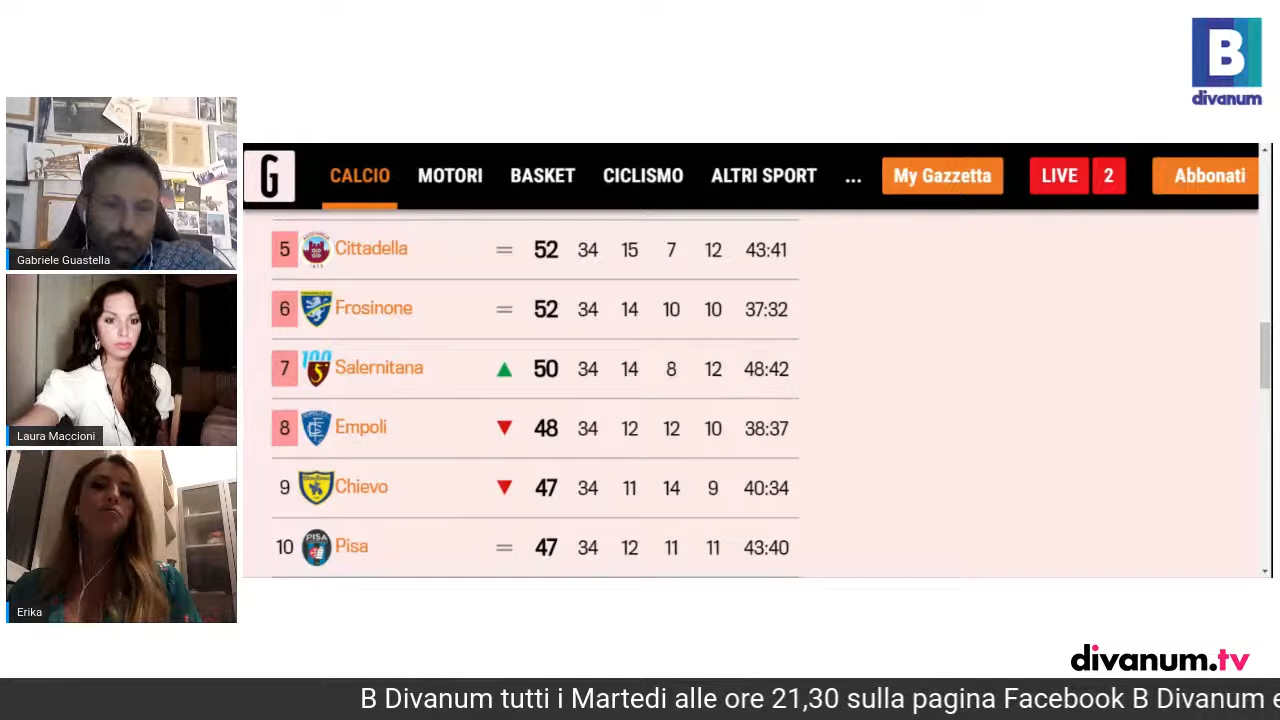 B
divanum
G CALCIO MOTORI BASKET CICLISMO ALTRI SPORT ... My Gazzetta LIVE 2 Abbonati
5 Cittadella = 52 34 15 7 12 43:41
6 Frosinone = 52 34 14 10 10 37:32
7 Salernitana 50 34 14 8 12 48:42
8 Empoli 48 34 12 12 10 38:37
9 Chievo 47 34 11 14 9 40:34
10 Pisa = 47 34 12 11 11 43:40
Gabriele Guastella
Laura Maccioni
Erika
divanum.tv
B Divanum tutti i Martedi alle ore 21,30 sulla pagina Facebook B Divanum e